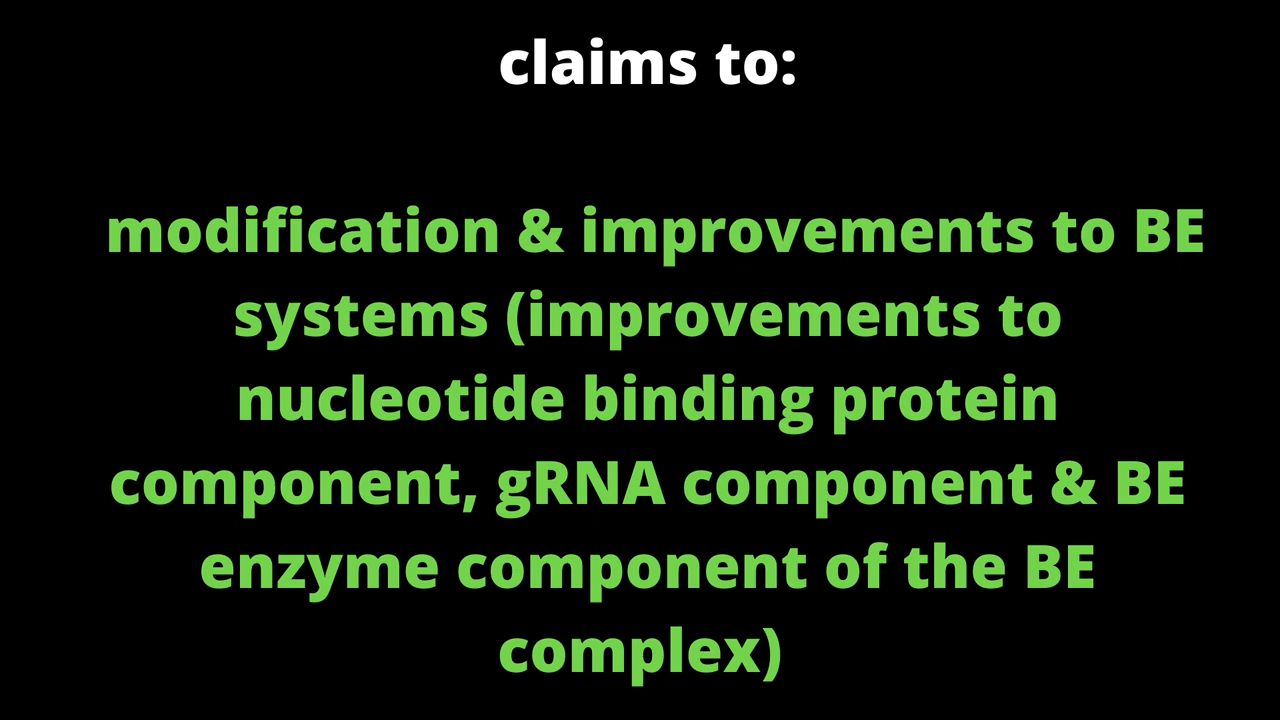 claims to:
modification & improvements to BE
systems (improvements to
nucleotide binding protein
component, gRNA component & BE
enzyme component of the BE
complex)